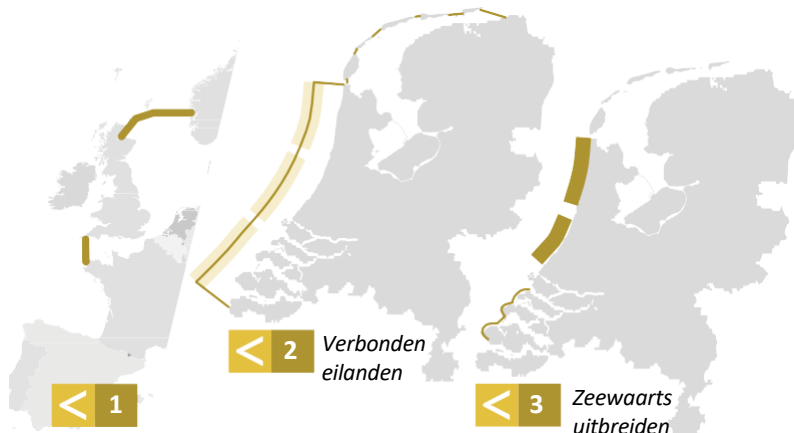 < 2 Verbonden
eilanden
< 1
< 3 Zeewaarts
uitbreiden